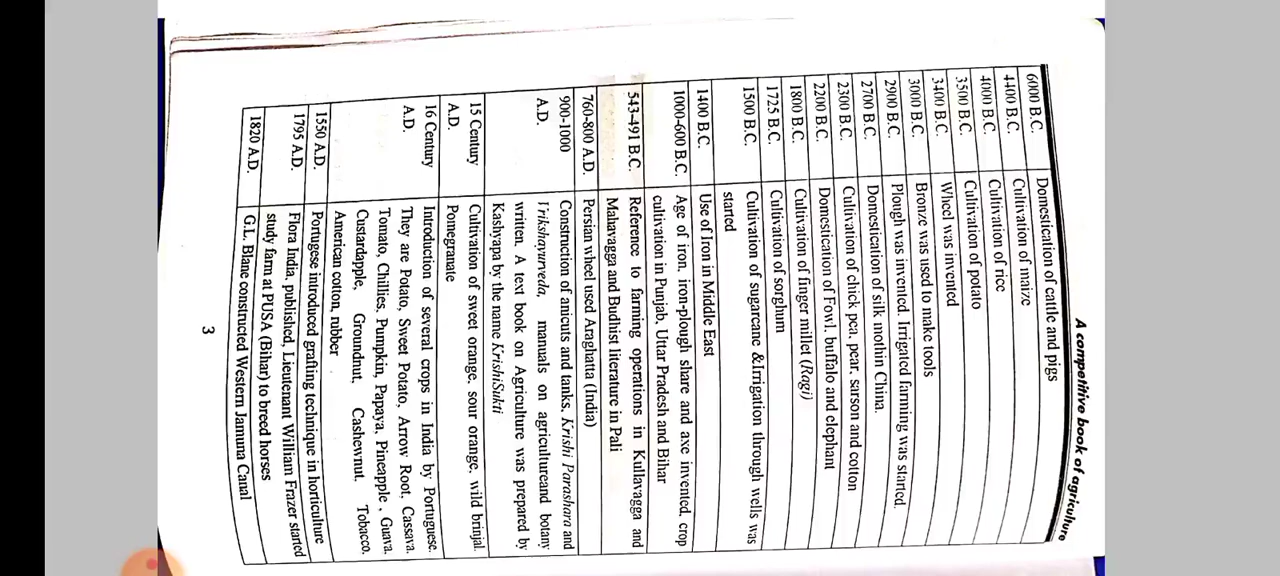 A competitive book of agriculture
6000 B.C. Domestication of cattle and pigs
4400 B.C. Cultivation of maize
4000 B.C. Cultivation of rice
3500 B.C. Cultivation of potato
3400 B.C. Wheel was invented
3000 B.C. Bronze was used to make tools
2900 B.C. Plough was invented. Irrigated farming was started.
2700 B.C. Domestication of silk mothin China.
2300 B.C. Cultivation of chick pea, pear, sarson and cotton
2200 B.C. Domestication of Fowl, buffalo and elephant
1800 B.C. Cultivation of finger millet (Ragi)
1725 B.C. Cultivation of sorghum
1500 B.C. Cultivation of sugarcane &Irrigation through wells was
started
1400 B.C. Use of Iron in Middle East
1000-600 B.C. Age of iron, iron-plough share and axe invented, crop
cultivation in Punjab, Uttar Pradesh and Bihar
543-491 B.C. Reference to farming operations in Kullavagga and
Mahavagga and Budhist literature in Pali
760-800 A.D. Persian wheel used Araghatta (India)
900-1000 Construction of anicuts and tanks, Krishi Parashara and
A.D. Vrikshayurveda, manuals on agricultureand botany
written. A text book on Agriculture was prepared by
Kashyapa by the name KrishiSukti
15 Century Cultivation of sweet orange, sour orange, wild brinjal,
A.D. Pomegranate
16 Century Introduction of several crops in India by Portuguese.
A.D. They are Potato, Sweet Potato, Arrow Root, Cassava,
Tomato, Chillies, Pumpkin, Papaya, Pineapple , Guava,
Custardapple, Groundnut, Cashewnut, Tobacco,
American cotton, rubber
1550 A.D. Portugese introduced grafting technique in horticulture
1795 A.D. Flora India, published, Lieutenant William Frazer started
study farm at PUSA (Bihar) to breed horses
1820 A.D. G.L. Blane constructed Western Jamuna Canal
3